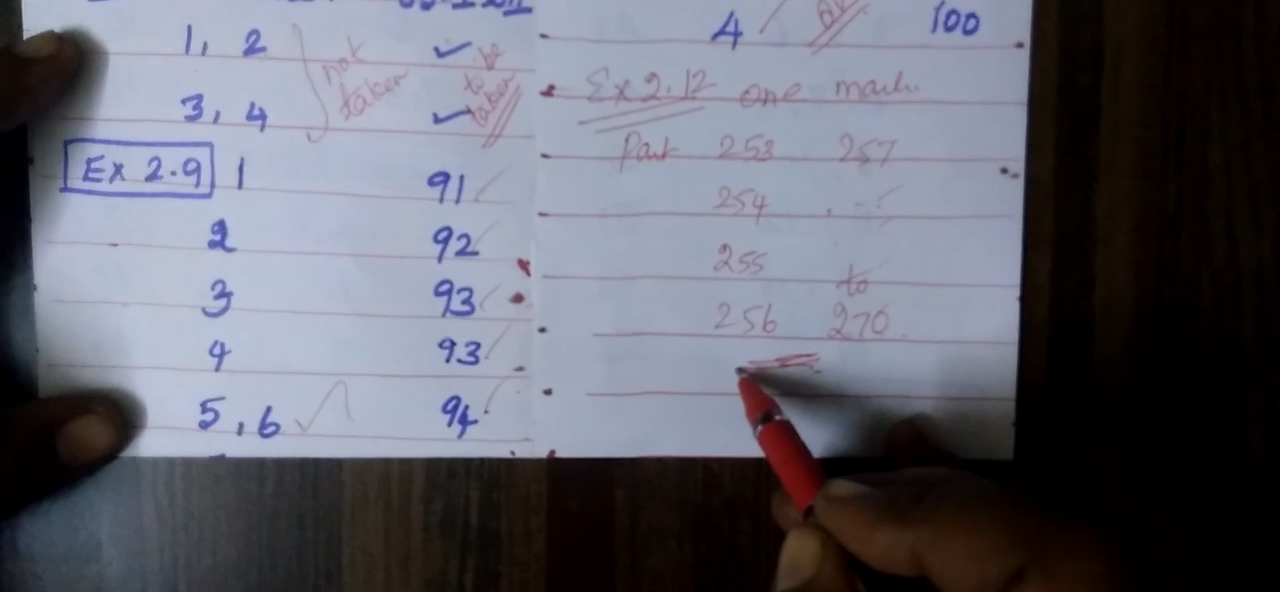 1, 2 not taken ✓ to be taken
3, 4 ✓
Ex 2.9 1 91
2 92
3 93
4 93
5, 6 94
4 100
Ex 2.12 one mark
Part 253 257
254
255 to
256 270